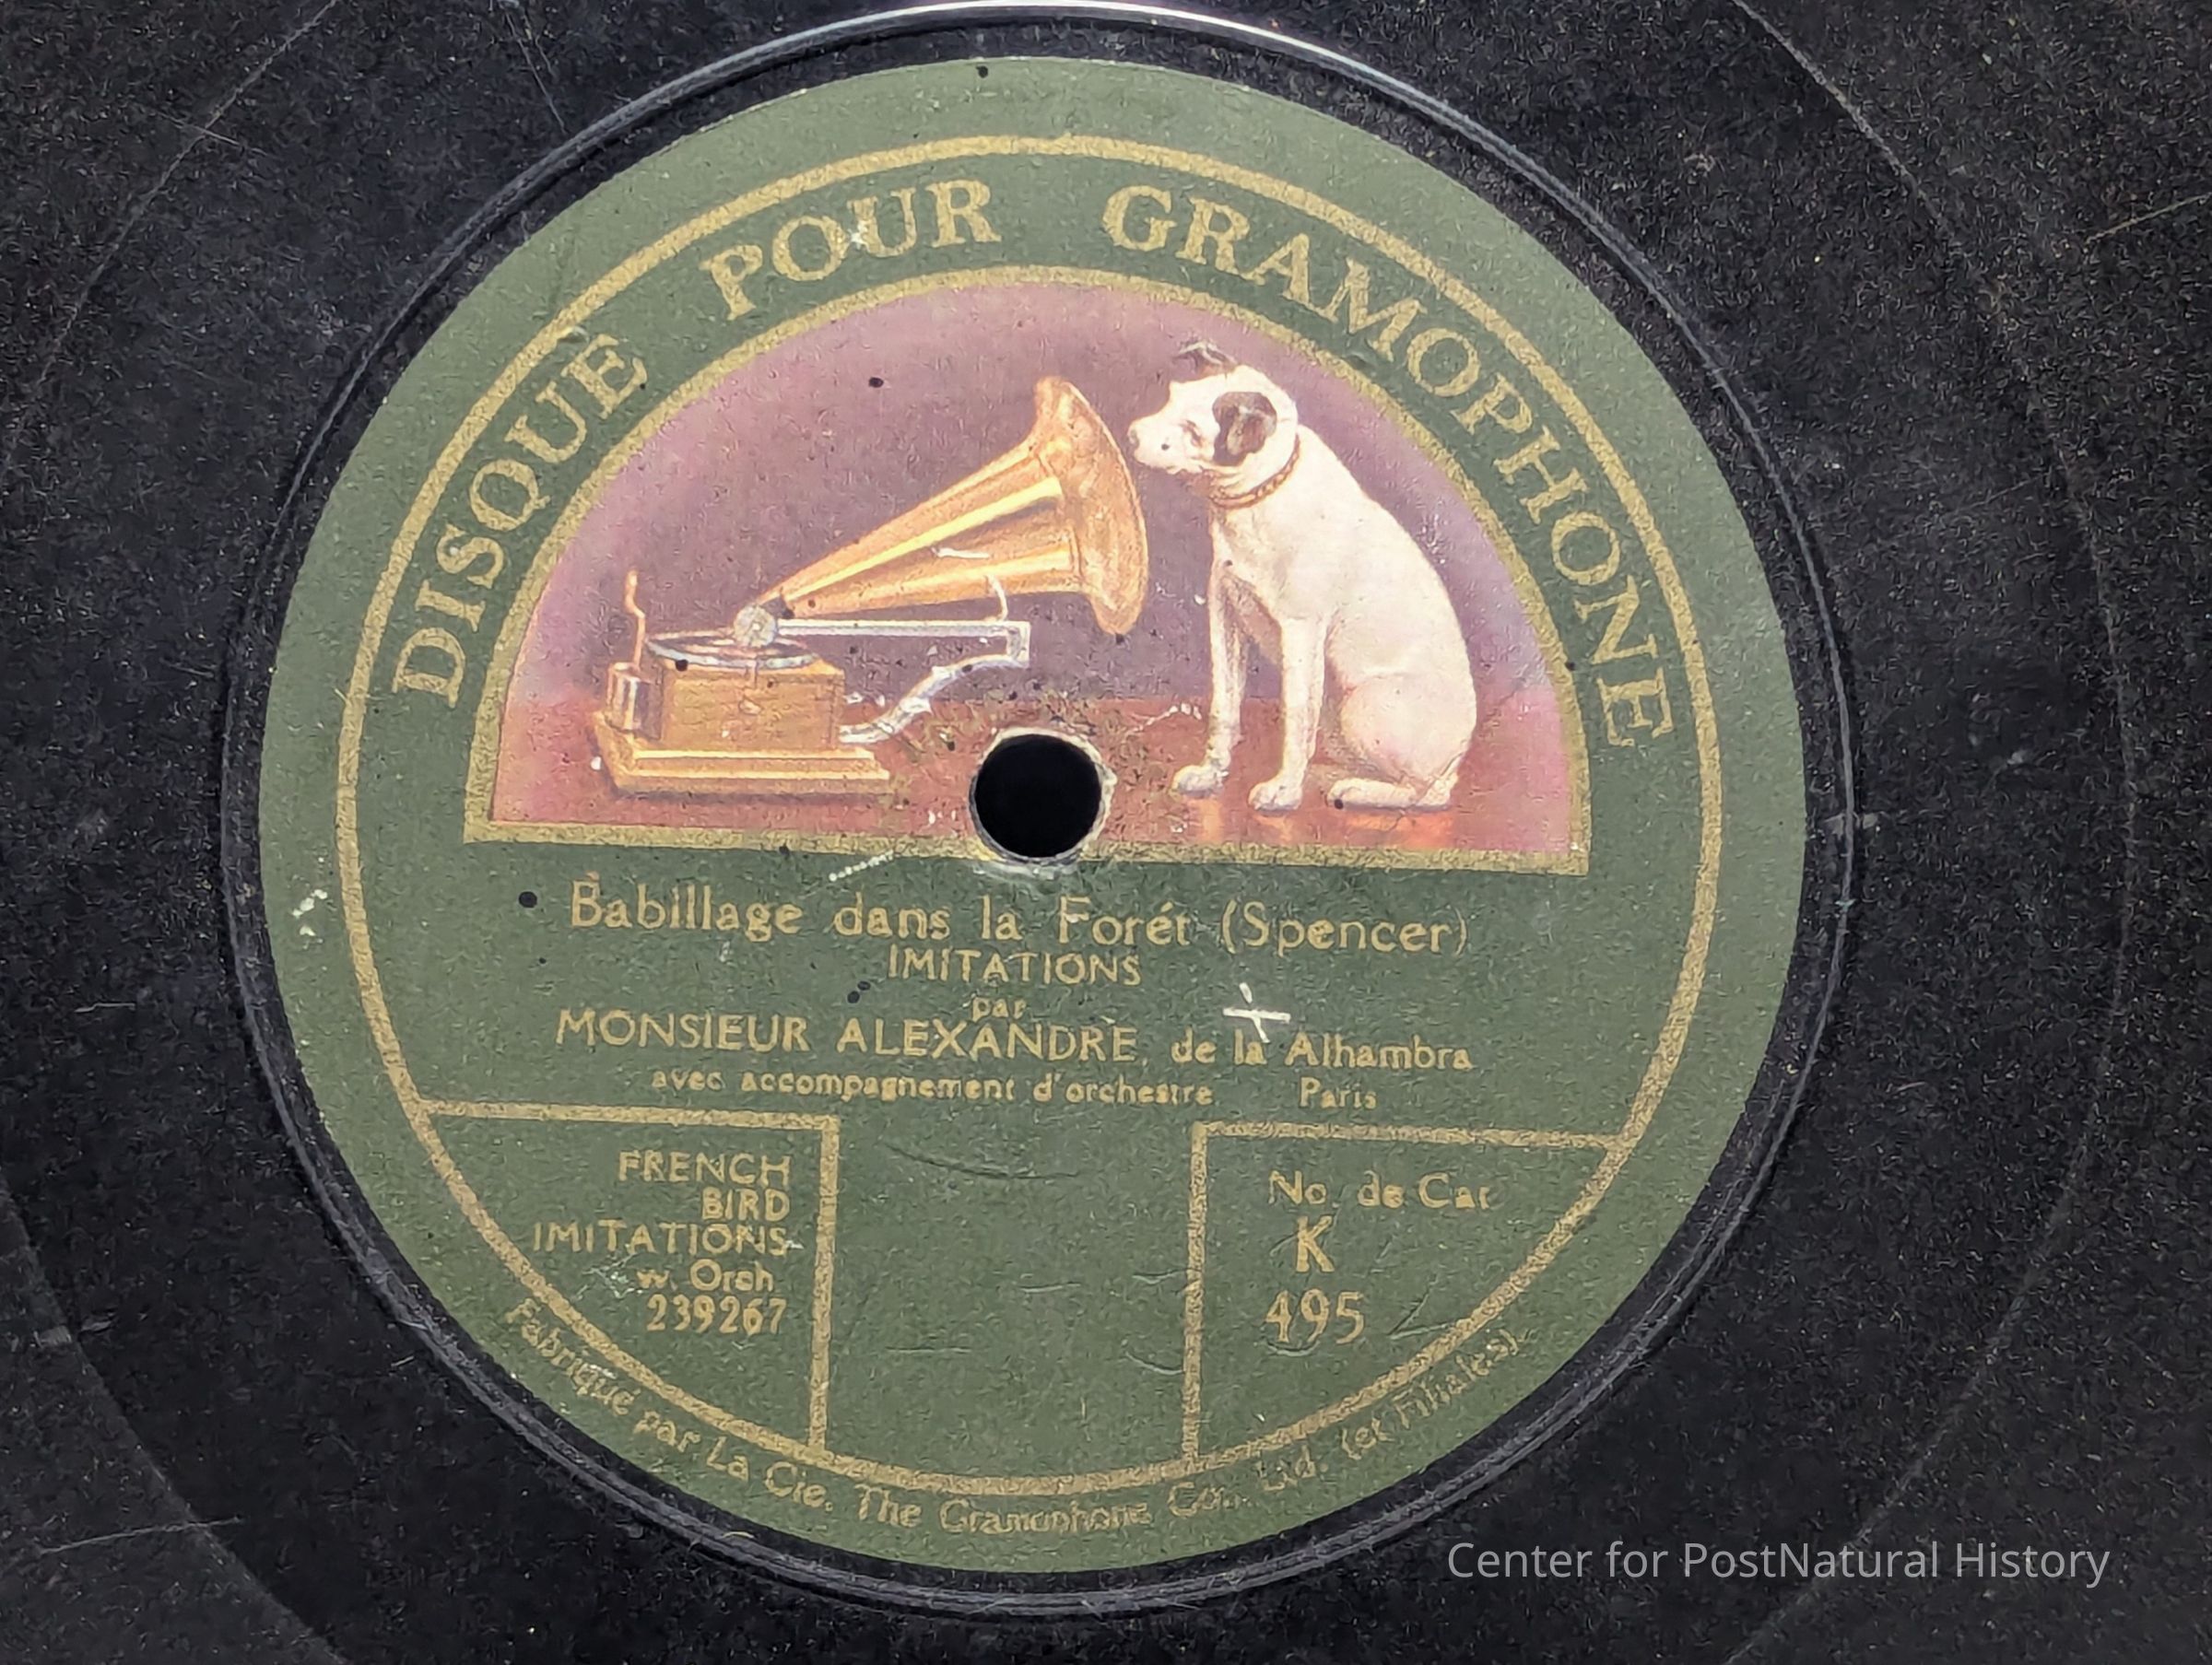 DISQUE POUR GRAMOPHONE
Babillage dans la Forét (Spencer)
IMITATIONS
par
MONSIEUR ALEXANDRE, de la Alhambra
avec accompagnement d'orchestre Paris
FRENCH
BIRD
IMITATIONS
w. Orch
239267
No. de Cat
K
495
Fabriqué par La Cie. The Gramophone Co., Ltd. (et Filiales).
Center for PostNatural History